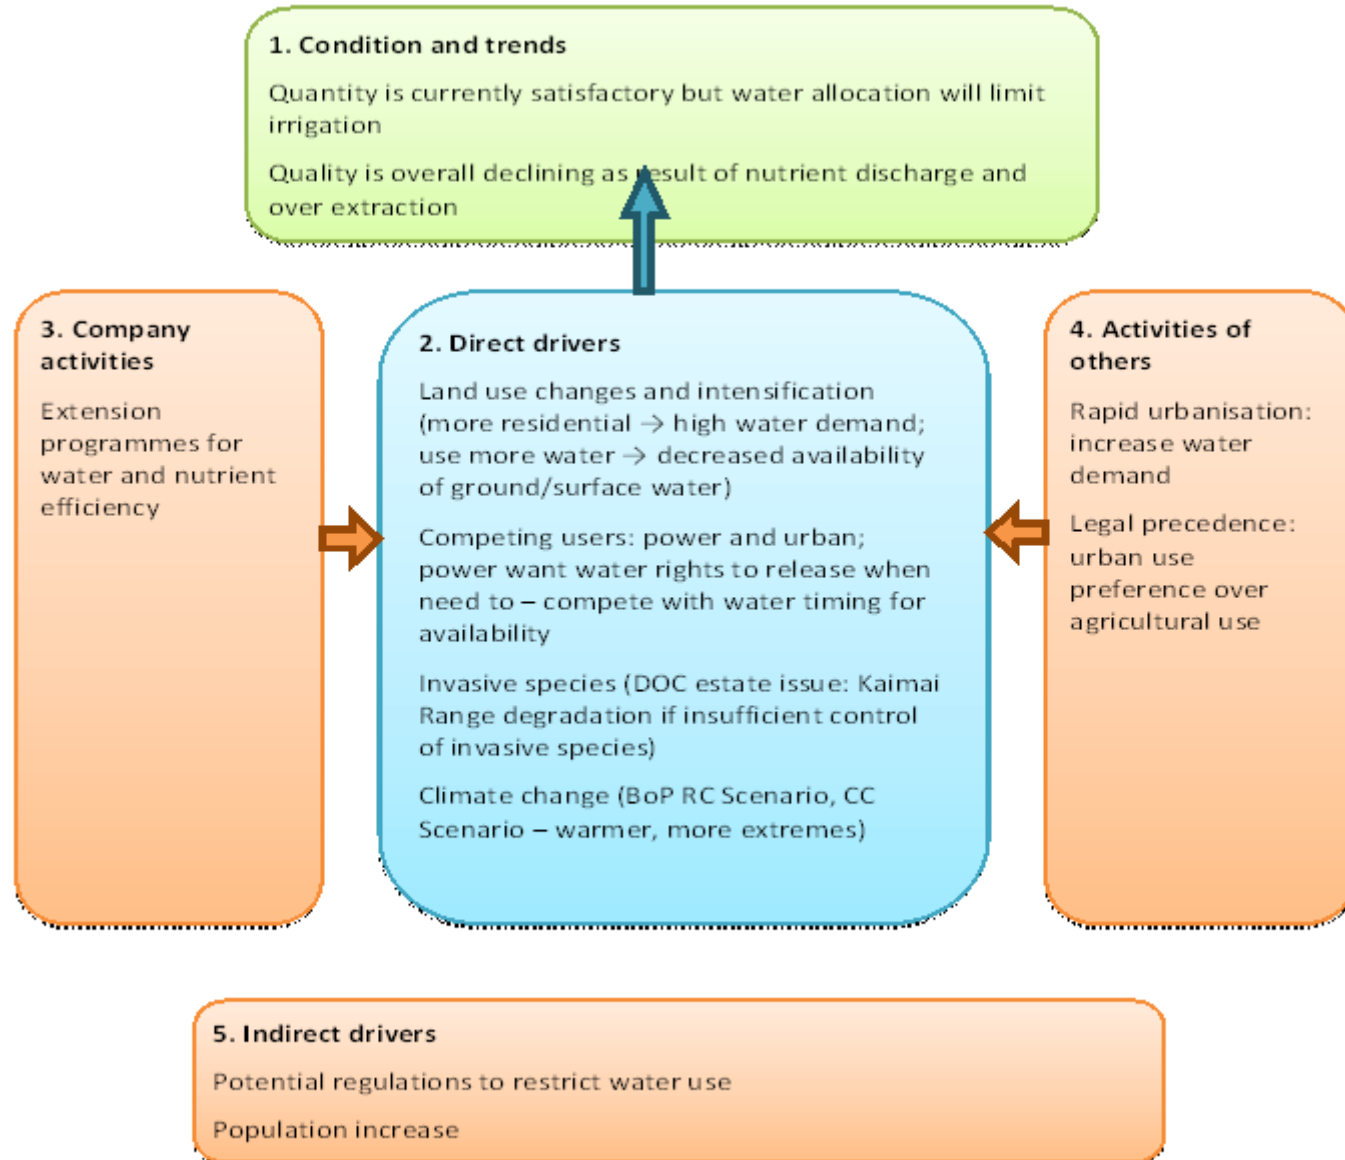 1. Condition and trends
Quantity is currently satisfactory but water allocation will limit
irrigation
Quality is overall declining as result of nutrient discharge and
over extraction
3. Company
activities
Extension
programmes for
water and nutrient
efficiency
2. Direct drivers
Land use changes and intensification
(more residential → high water demand;
use more water → decreased availability
of ground/surface water)
Competing users: power and urban;
power want water rights to release when
need to – compete with water timing for
availability
Invasive species (DOC estate issue: Kaimai
Range degradation if insufficient control
of invasive species)
Climate change (BoP RC Scenario, CC
Scenario – warmer, more extremes)
4. Activities of
others
Rapid urbanisation:
increase water
demand
Legal precedence:
urban use
preference over
agricultural use
5. Indirect drivers
Potential regulations to restrict water use
Population increase